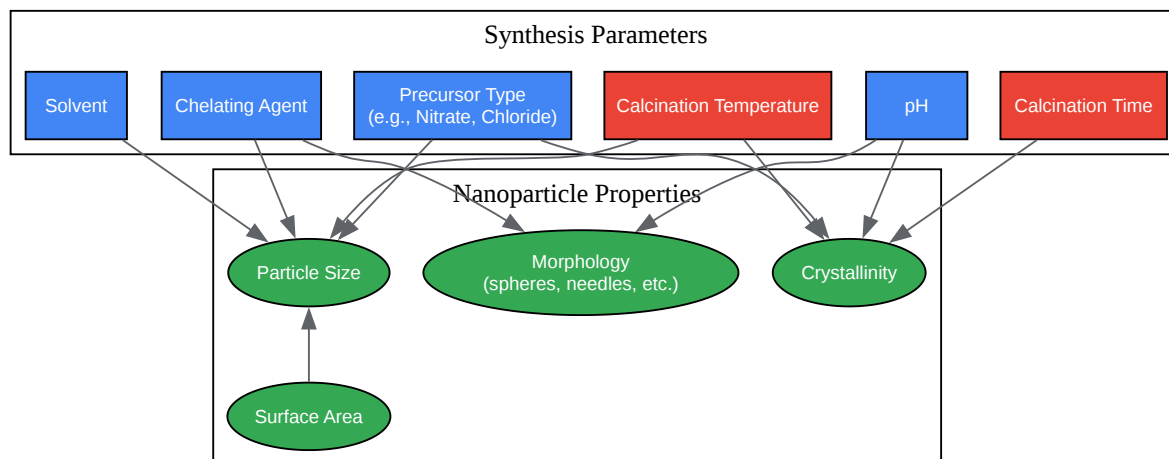 Synthesis Parameters
Solvent
Chelating Agent
Precursor Type
(e.g., Nitrate, Chloride)
Calcination Temperature
pH
Calcination Time
Nanoparticle Properties
Particle Size
Morphology
(spheres, needles, etc.)
Crystallinity
Surface Area